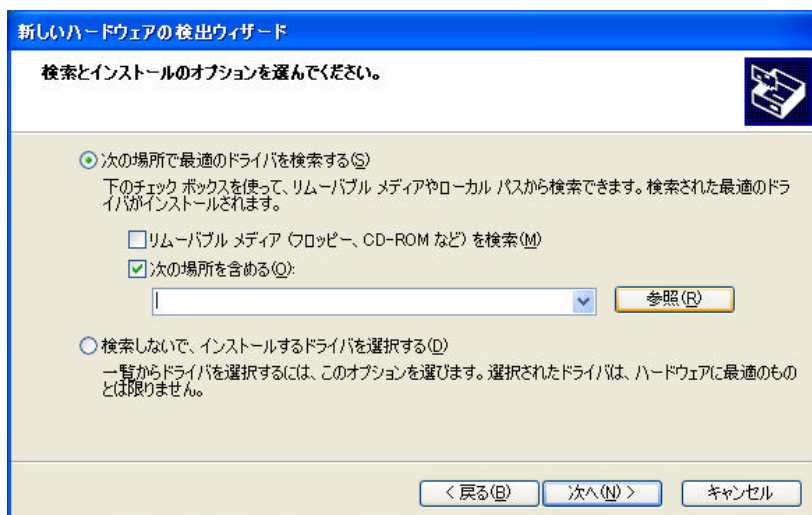 新しいハードウェアの検出ウィザード
検索とインストールのオプションを選んでください。
次の場所で最適のドライバを検索する(S)
下のチェック ボックスを使って、リムーバブル メディアやローカル パスから検索できます。検索された最適のドラ
イバがインストールされます。
リムーバブル メディア (フロッピー、CD-ROM など) を検索(M)
次の場所を含める(O):
参照(R)
検索しないで、インストールするドライバを選択する(D)
一覧からドライバを選択するには、このオプションを選びます。選択されたドライバは、ハードウェアに最適のもの
とは限りません。
< 戻る(B)
次へ(N) >
キャンセル